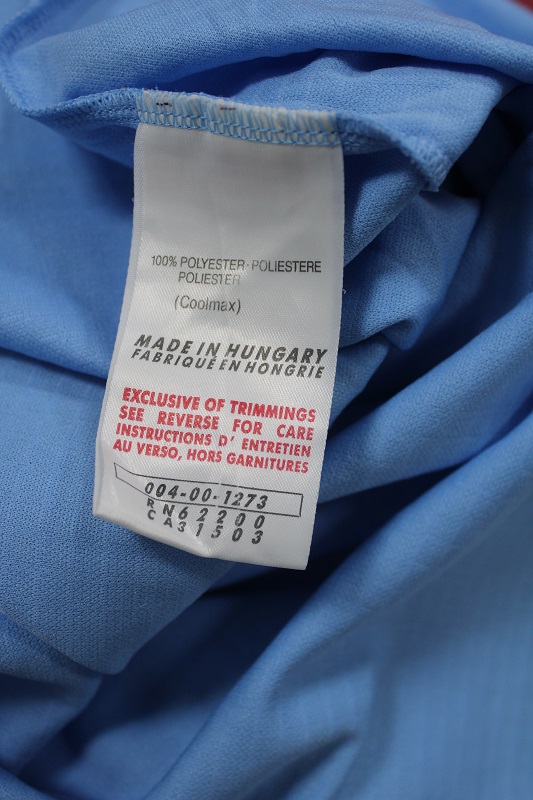 100% POLYESTER·POLIESTERE
POLIESTER
(Coolmax)
MADE IN HUNGARY
FABRIQUÉ EN HONGRIE
EXCLUSIVE OF TRIMMINGS
SEE REVERSE FOR CARE
INSTRUCTIONS D' ENTRETIEN
AU VERSO, HORS GARNITURES
004-00-1273
RN62200
CA31503